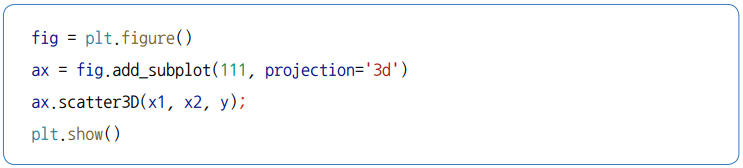 fig = plt.figure()
ax = fig.add_subplot(111, projection='3d')
ax.scatter3D(x1, x2, y);
plt.show()